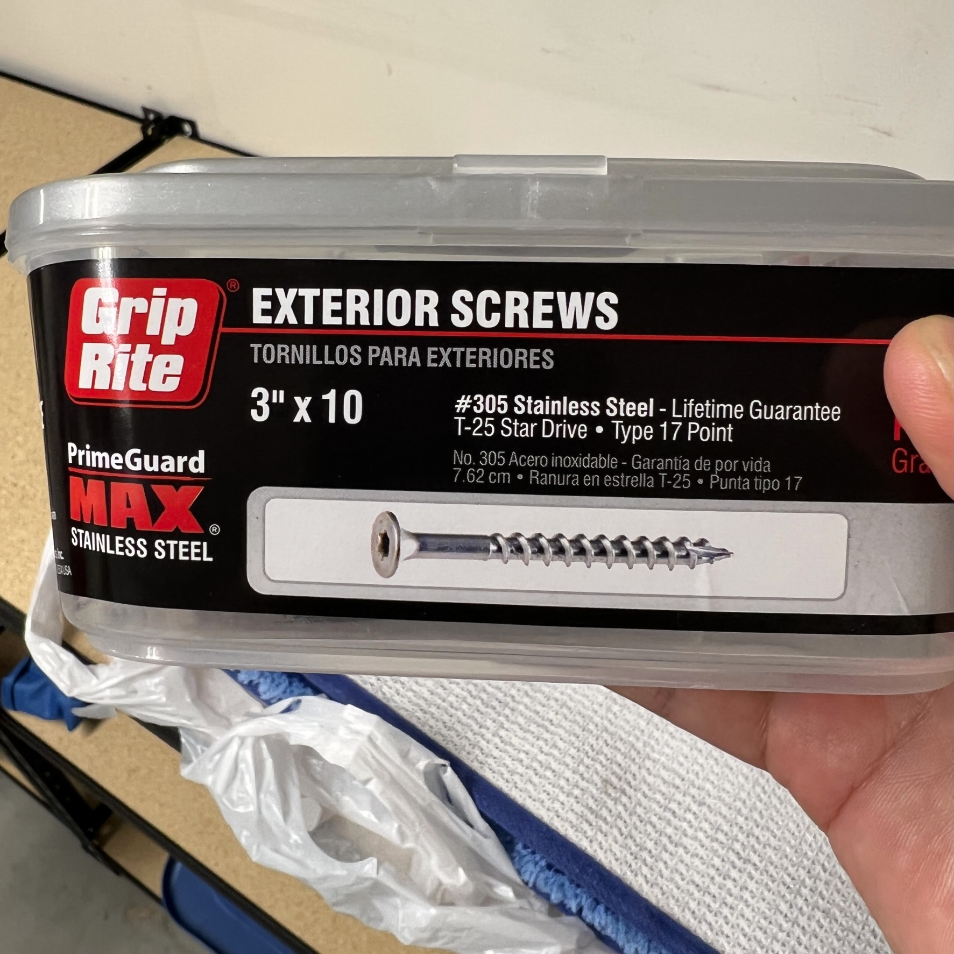 Grip
Rite
®
EXTERIOR SCREWS
TORNILLOS PARA EXTERIORES
3" x 10
#305 Stainless Steel - Lifetime Guarantee
T-25 Star Drive • Type 17 Point
No. 305 Acero inoxidable - Garantía de por vida
7.62 cm • Ranura en estrella T-25 • Punta tipo 17
PrimeGuard
MAX®
STAINLESS STEEL
Gra